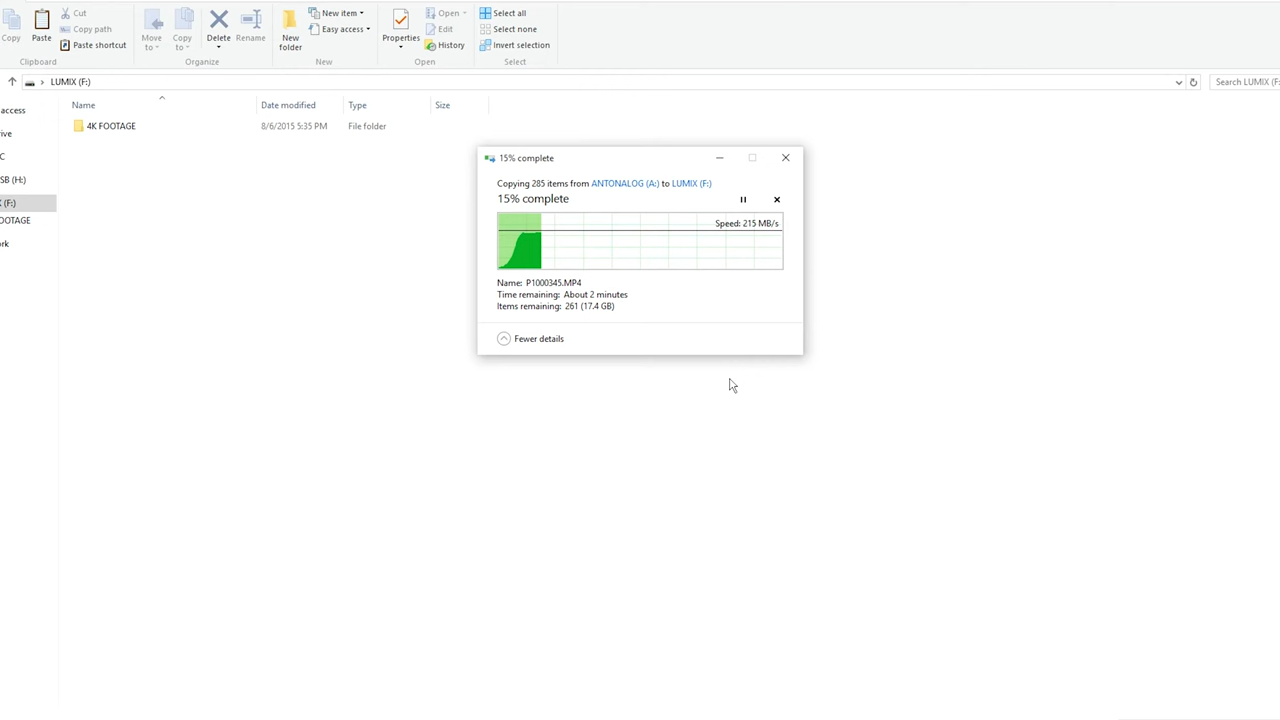 Copy
Paste
Cut
Copy path
Paste shortcut
Clipboard
Move to
Copy to
Delete
Rename
Organize
New folder
New item
Easy access
New
Properties
Open
Edit
History
Open
Select all
Select none
Invert selection
Select
LUMIX (F:)
Search LUMIX (F:
Name
Date modified
Type
Size
4K FOOTAGE
8/6/2015 5:35 PM
File folder
access
ive
C
SB (H:)
X (F:)
OOTAGE
ork
15% complete
Copying 285 items from ANTONALOG (A:) to LUMIX (F:)
15% complete
Speed: 215 MB/s
Name: P1000345.MP4
Time remaining: About 2 minutes
Items remaining: 261 (17.4 GB)
Fewer details